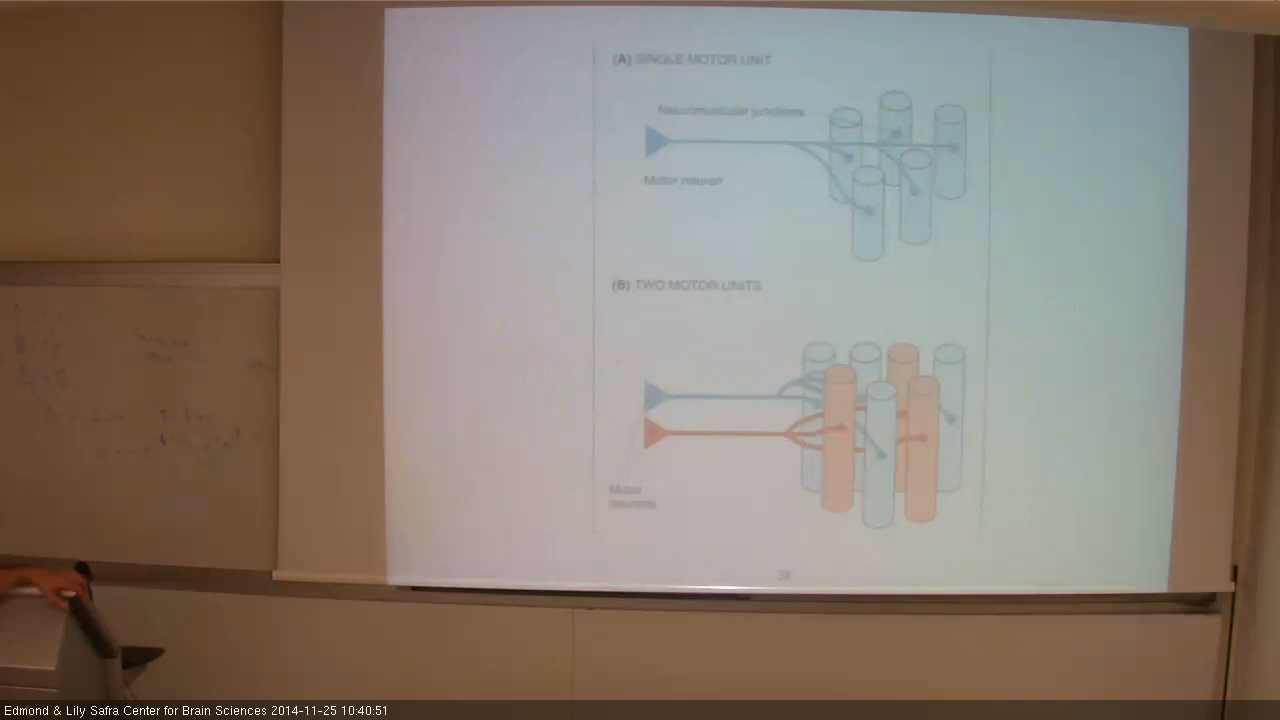 (A) SINGLE MOTOR UNIT
Neuromuscular junctions
Motor neuron
(B) TWO MOTOR UNITS
Motor
neurons
28
Edmond & Lily Safra Center for Brain Sciences 2014-11-25 10:40:51